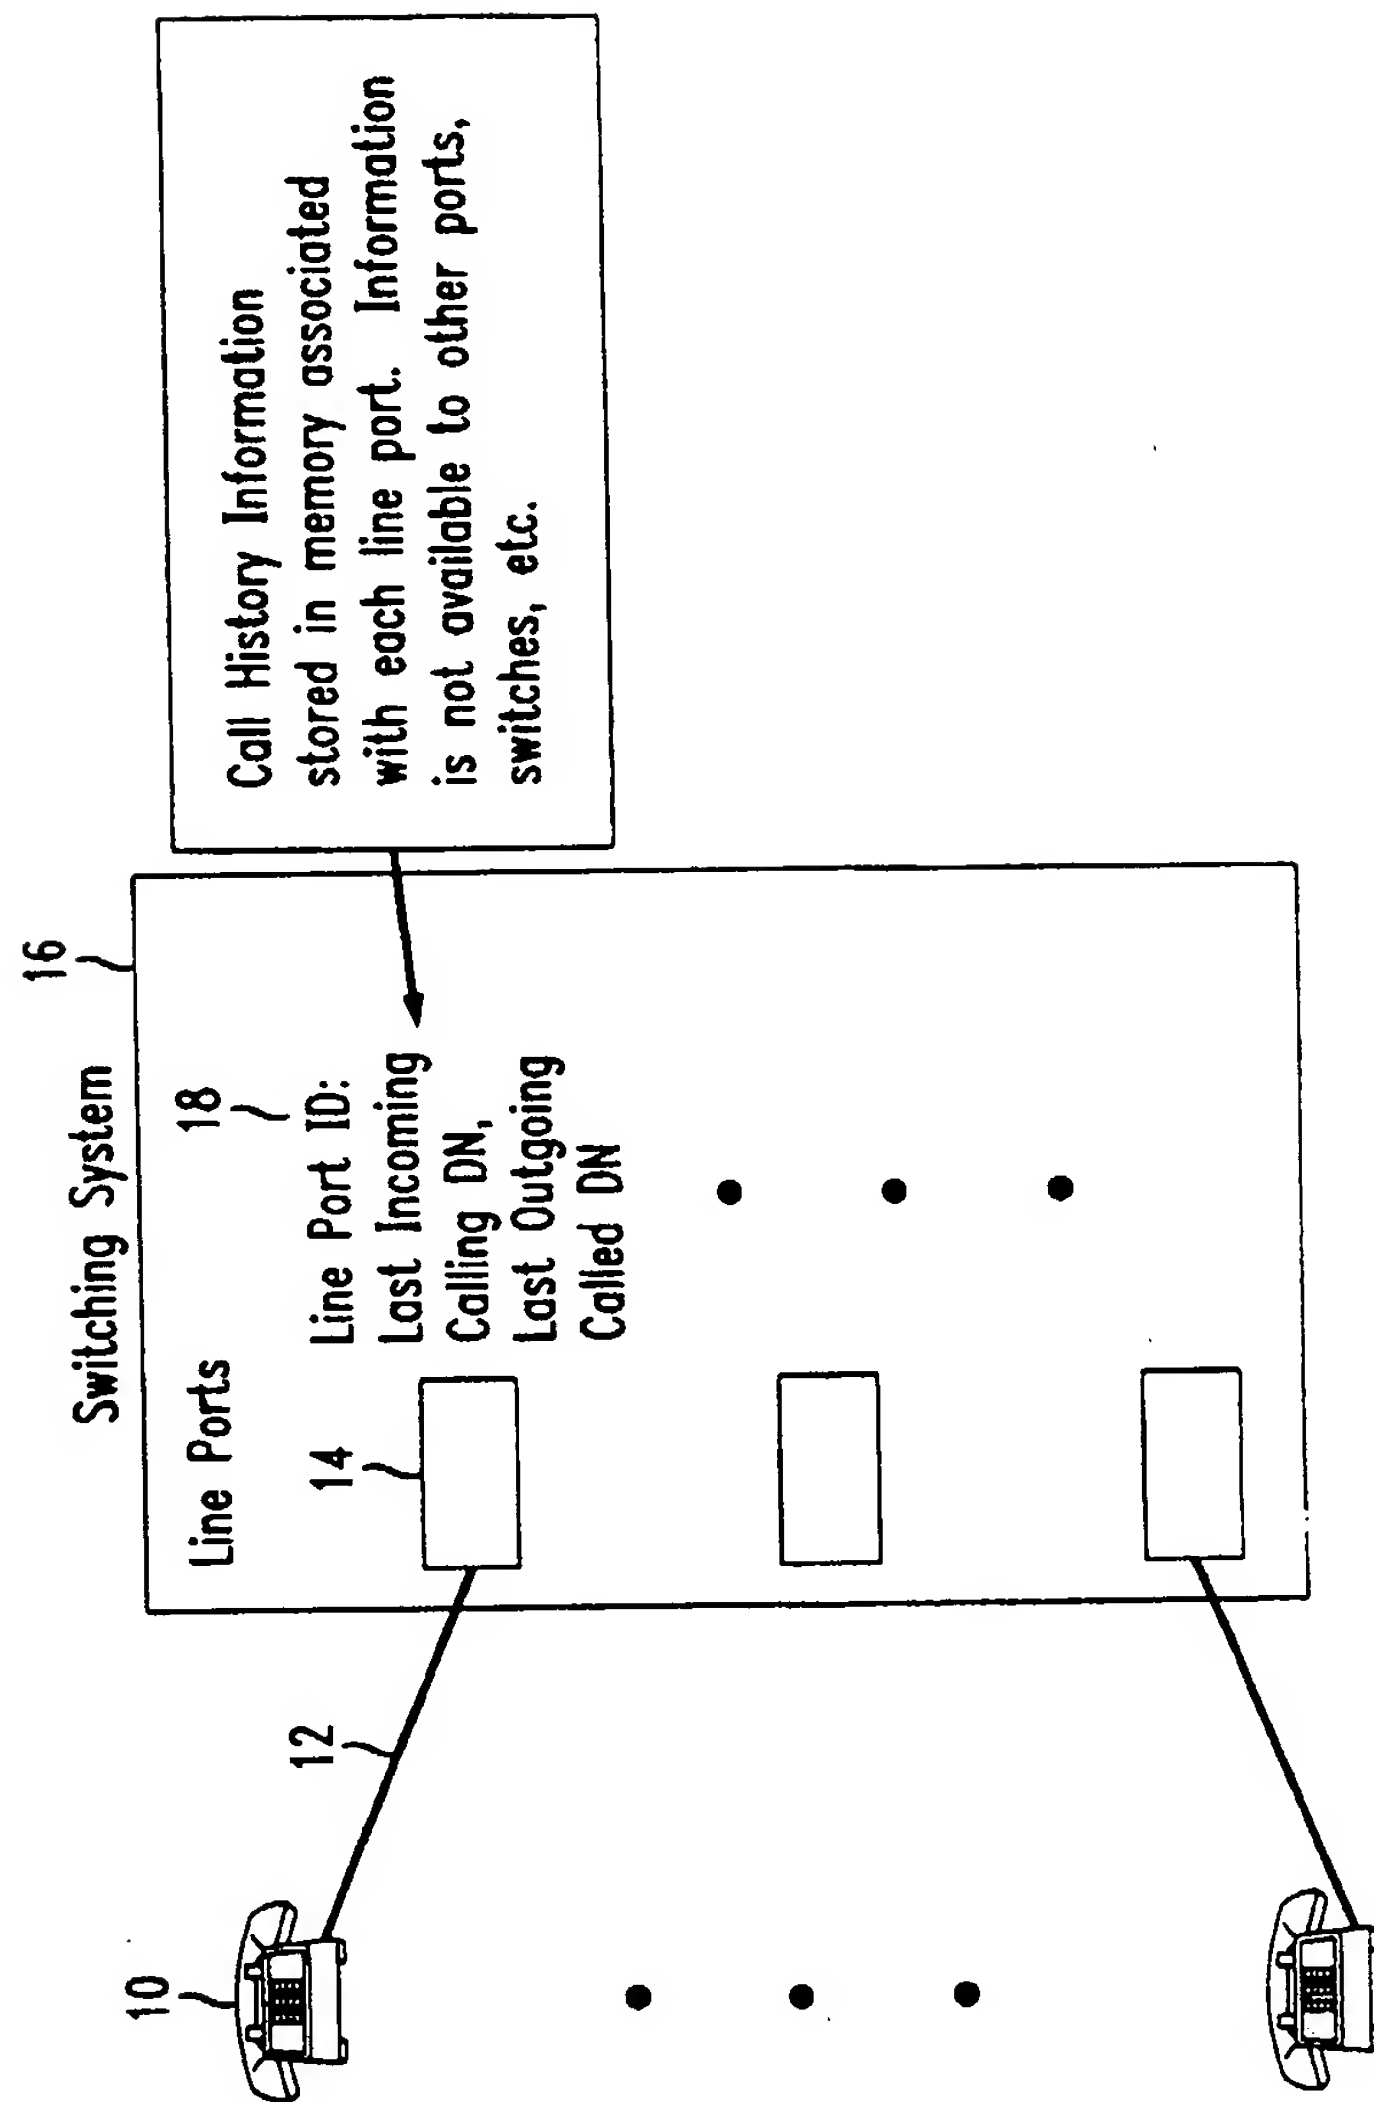 Switching System
16
Line Ports
18
14
Line Port ID:
Last Incoming
Calling DN,
Last Outgoing
Called DN
Call History Information
stored in memory associated
with each line port.  Information
is not available to other ports,
switches, etc.
10
12